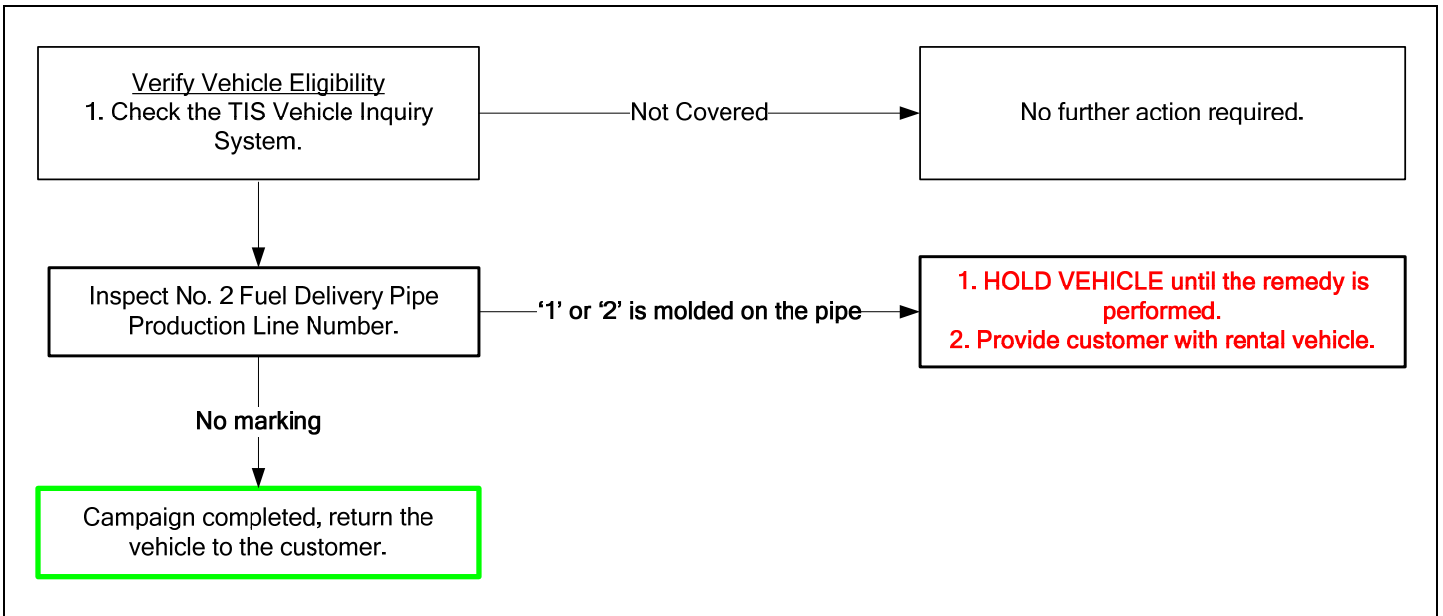 Verify Vehicle Eligibility
1. Check the TIS Vehicle Inquiry
System.
Not Covered
No further action required.
Inspect No. 2 Fuel Delivery Pipe
Production Line Number.
‘1’ or ‘2’ is molded on the pipe
1. HOLD VEHICLE until the remedy is
performed.
2. Provide customer with rental vehicle.
No marking
Campaign completed, return the
vehicle to the customer.